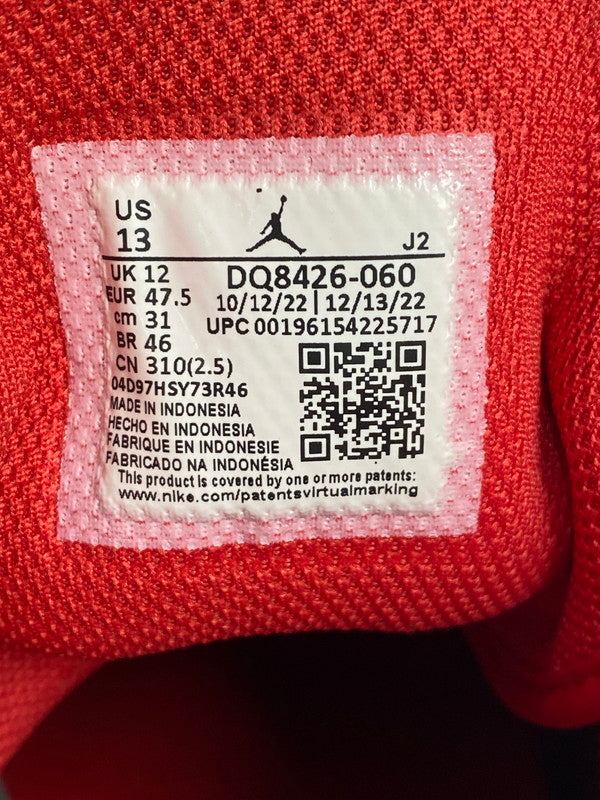 US
13
J2
UK 12
EUR 47.5
cm 31
BR 46
CN 310(2.5)
DQ8426-060
10/12/22 | 12/13/22
UPC 00196154225717
04D97HSY73R46
MADE IN INDONESIA
HECHO EN INDONESIA
FABRIQUE EN INDONESIE
FABRICADO NA INDONÉSIA
This product is covered by one or more patents:
www.nike.com/patentsvirtualmarking